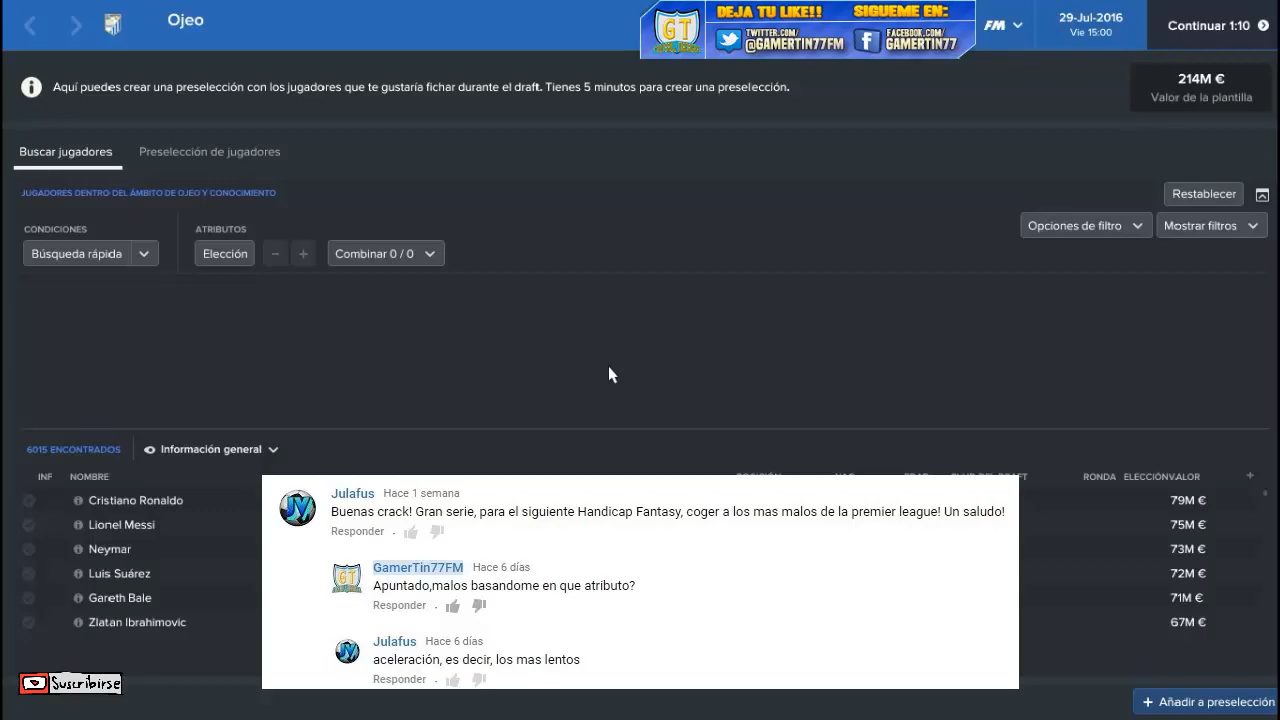 Ojeo
DEJA TU LIKE!! SIGUEME EN:
GT
TWITTER.COM/
@GAMERTIN77FM
FACEBOOK.COM/
GAMERTIN77
FM
29-Jul-2016
Vie 15:00
Continuar 1:10
Aquí puedes crear una preselección con los jugadores que te gustaría fichar durante el draft. Tienes 5 minutos para crear una preselección.
214M €
Valor de la plantilla
Buscar jugadores Preselección de jugadores
JUGADORES DENTRO DEL ÁMBITO DE OJEO Y CONOCIMIENTO
Restablecer
CONDICIONES ATRIBUTOS
Opciones de filtro Mostrar filtros
Búsqueda rápida Elección - + Combinar 0 / 0
6015 ENCONTRADOS Información general
INF NOMBRE RONDA ELECCIÓN VALOR +
Cristiano Ronaldo 79M €
Lionel Messi 75M €
Neymar 73M €
Luis Suárez 72M €
Gareth Bale 71M €
Zlatan Ibrahimovic 67M €
JV
Julafus Hace 1 semana
Buenas crack! Gran serie, para el siguiente Handicap Fantasy, coger a los mas malos de la premier league! Un saludo!
Responder
GT
GamerTin77FM Hace 6 días
Apuntado,malos basandome en que atributo?
Responder
JV
Julafus Hace 6 días
aceleración, es decir, los mas lentos
Responder
Suscribirse
+ Añadir a preselección